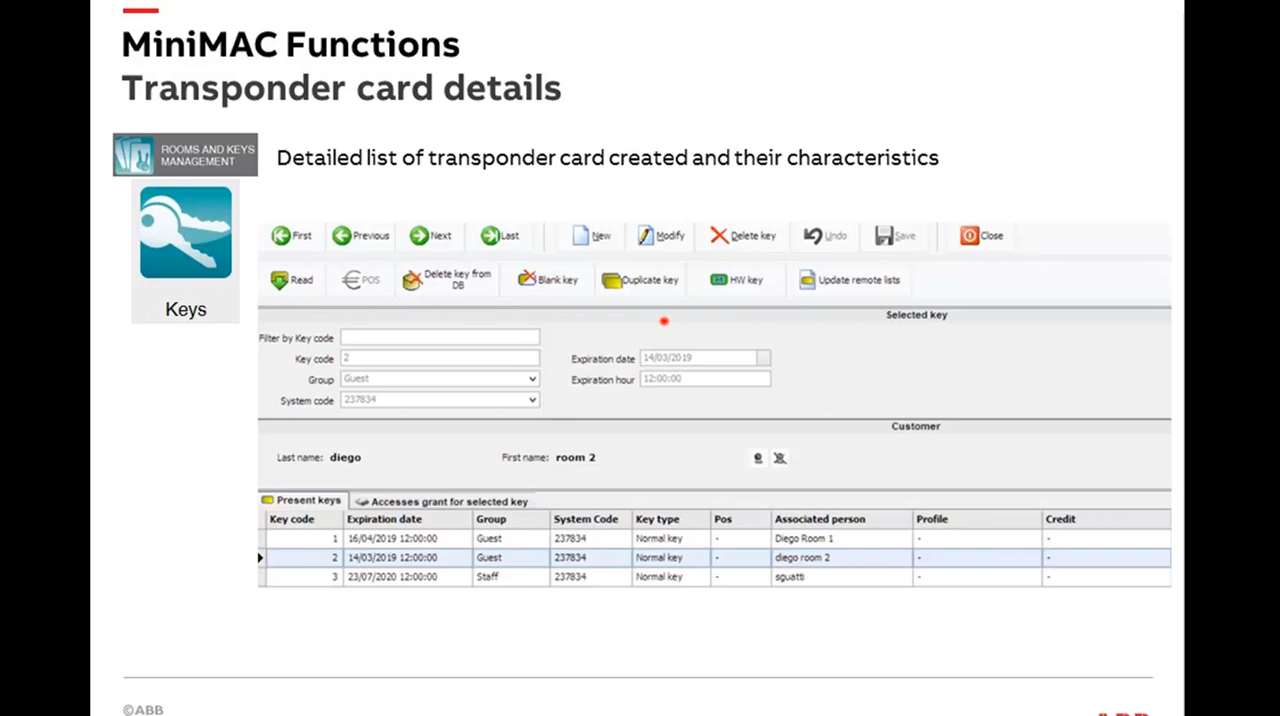 MiniMAC Functions
Transponder card details
ROOMS AND KEYS
MANAGEMENT
Detailed list of transponder card created and their characteristics
Keys
First Previous Next Last New Modify Delete key Undo Save Close
Read POS Delete key from DB Blank key Duplicate key HW key Update remote lists
Selected key
Filter by Key code
Key code 2 Expiration date 14/03/2019
Group Guest Expiration hour 12:00:00
System code 237834
Customer
Last name: diego First name: room 2
Present keys Accesses grant for selected key
Key code Expiration date Group System Code Key type Pos Associated person Profile Credit
1 16/04/2019 12:00:00 Guest 237834 Normal key - Diego Room 1 - -
2 14/03/2019 12:00:00 Guest 237834 Normal key - diego room 2 - -
3 23/07/2020 12:00:00 Staff 237834 Normal key - sguatti - -
©ABB
ABB